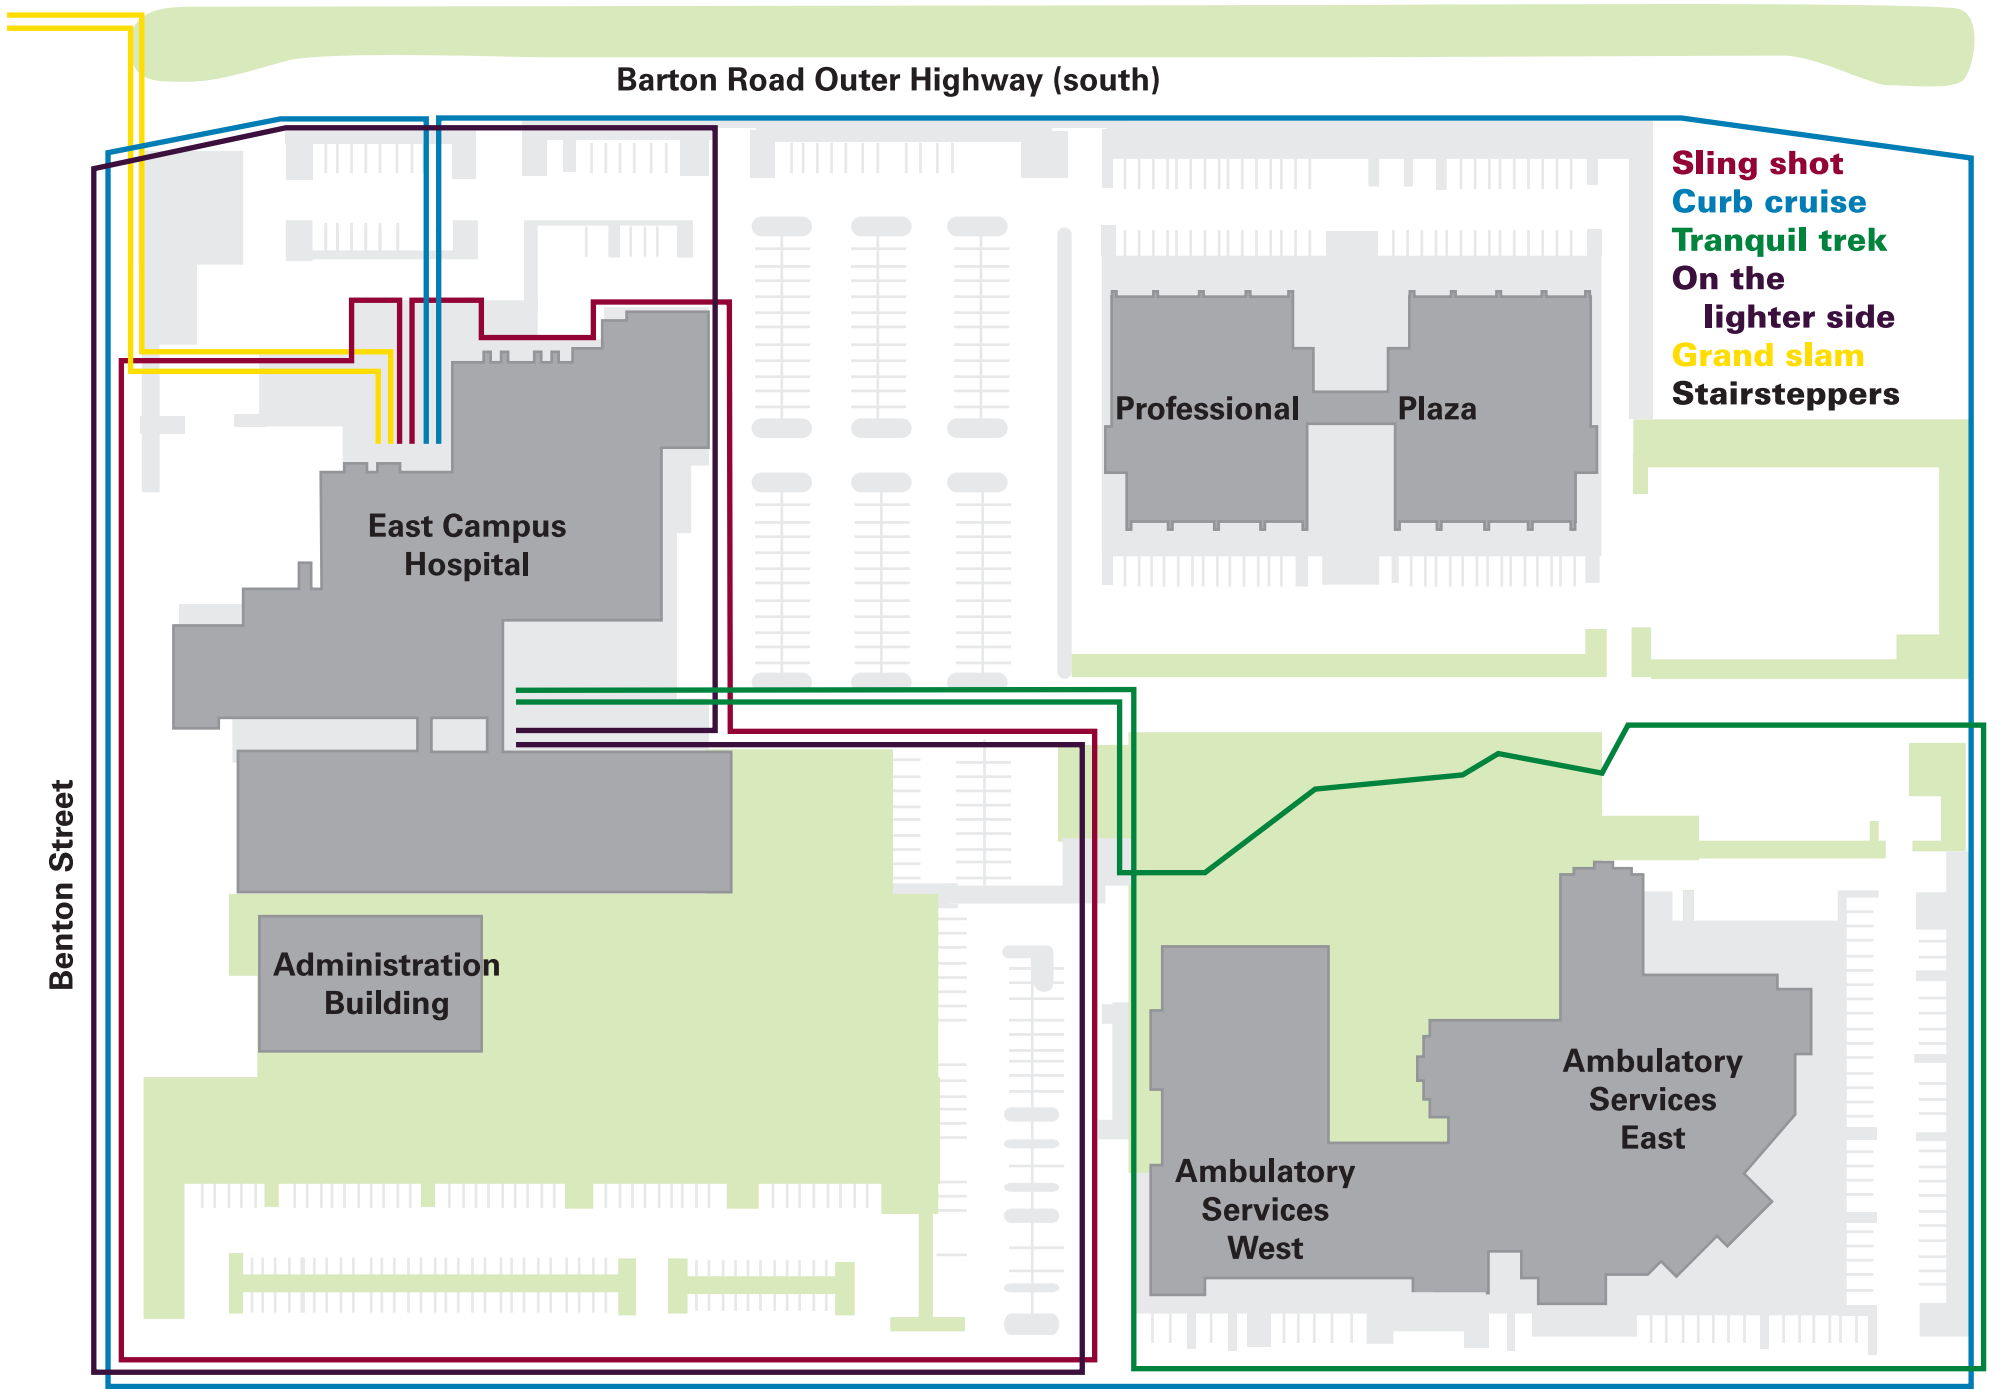 Barton Road Outer Highway (south)
Sling shot
Curb cruise
Tranquil trek
On the
lighter side
Grand slam
Stairsteppers
Professional Plaza
East Campus
Hospital
Benton Street
Administration
Building
Ambulatory
Services
East
Ambulatory
Services
West